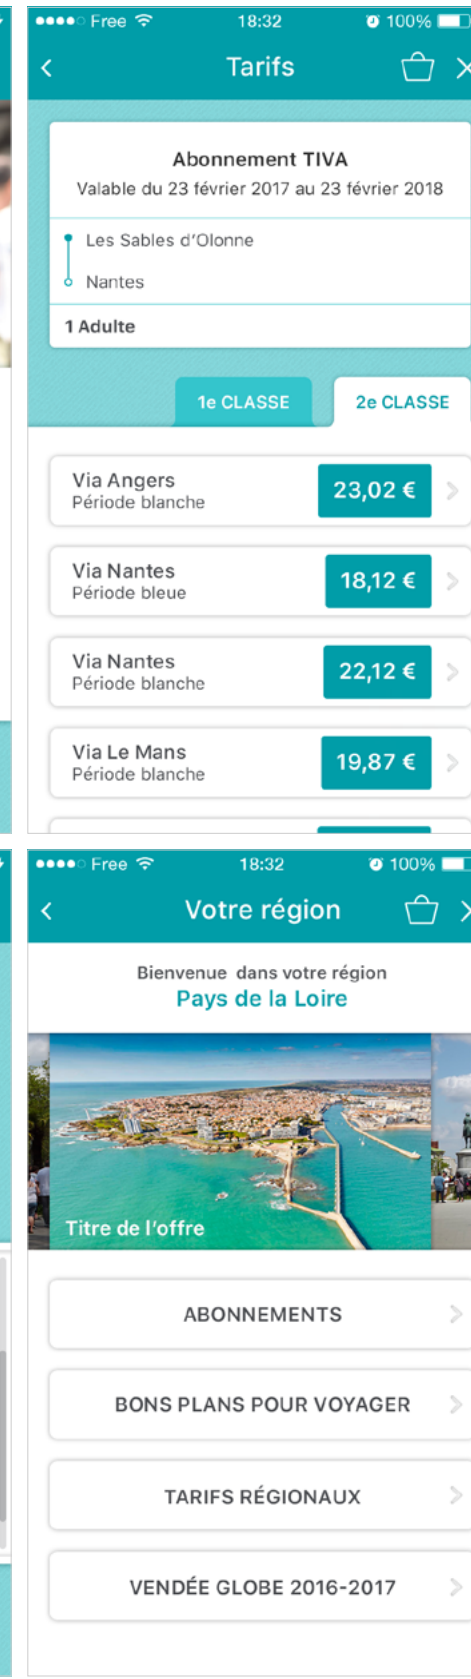 Free 18:32 100%
Tarifs
Abonnement TIVA
Valable du 23 février 2017 au 23 février 2018
Les Sables d'Olonne
Nantes
1 Adulte
1e CLASSE 2e CLASSE
Via Angers
Période blanche
23,02 €
Via Nantes
Période bleue
18,12 €
Via Nantes
Période blanche
22,12 €
Via Le Mans
Période blanche
19,87 €
Free 18:32 100%
Votre région
Bienvenue dans votre région
Pays de la Loire
Titre de l'offre
ABONNEMENTS
BONS PLANS POUR VOYAGER
TARIFS RÉGIONAUX
VENDÉE GLOBE 2016-2017